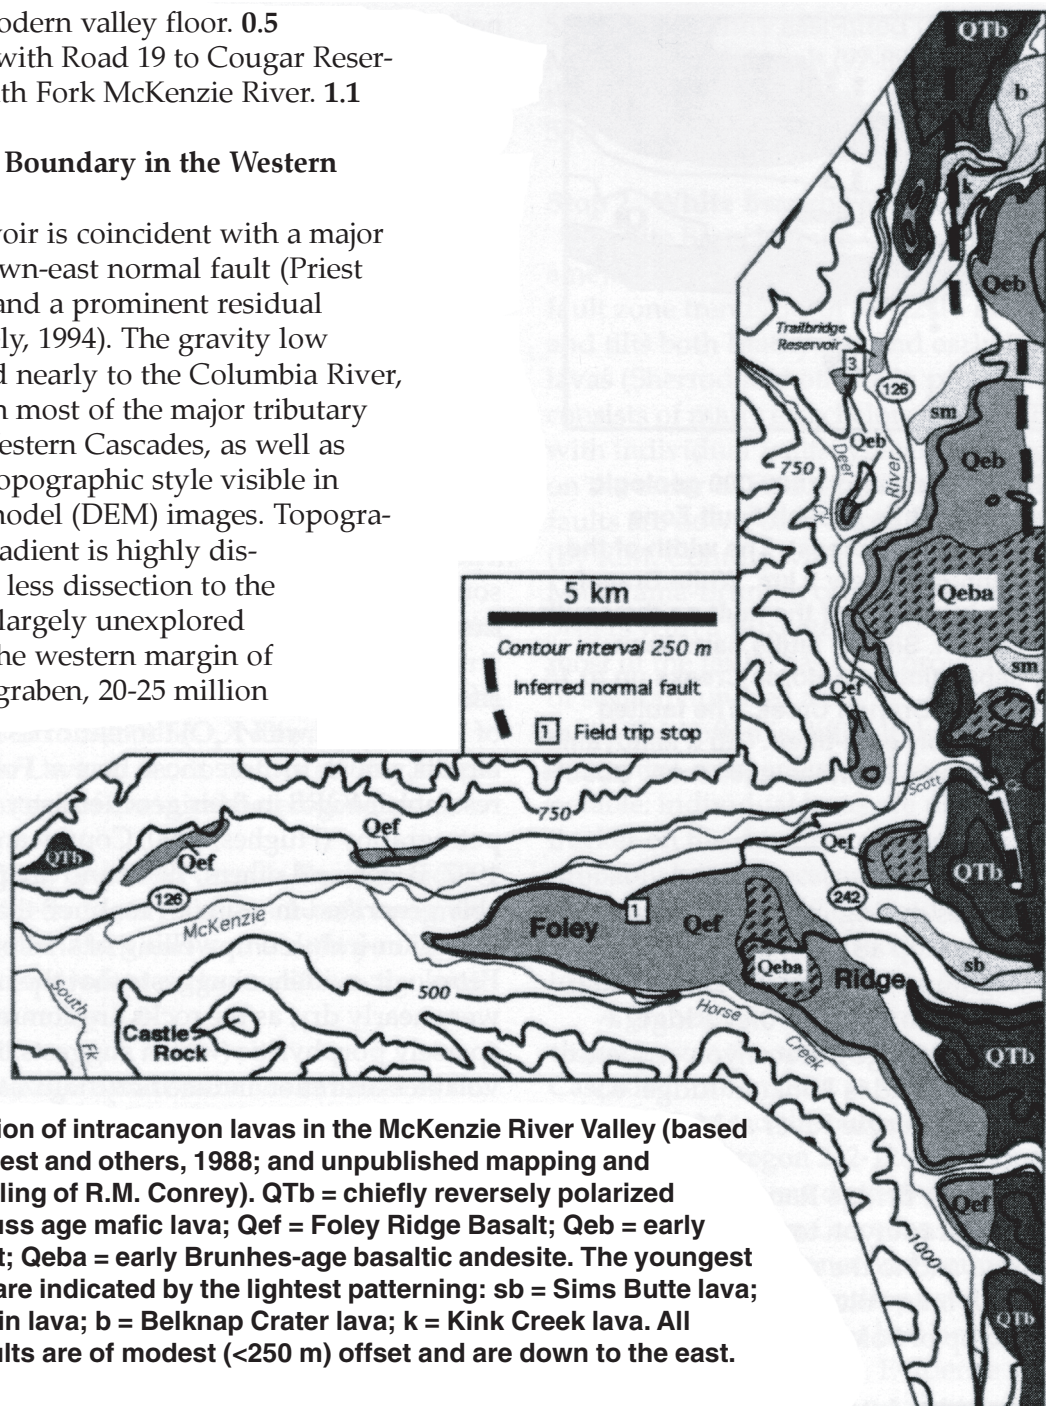 odern valley floor. 0.5
with Road 19 to Cougar Reser-
th Fork McKenzie River. 1.1
Boundary in the Western
voir is coincident with a major
own-east normal fault (Priest
and a prominent residual
ly, 1994). The gravity low
d nearly to the Columbia River,
n most of the major tributary
estern Cascades, as well as
opographic style visible in
nodel (DEM) images. Topogra-
adient is highly dis-
less dissection to the
largely unexplored
he western margin of
graben, 20-25 million
QTb
b
k
Qeb
Trailbridge
Reservoir
3
126
sm
Qeb
Qeb
750
Deer
Ck
River
Qeba
sm
5 km
Contour interval 250 m
Inferred normal fault
1 Field trip stop
Qef
Scott
Cr
750
Qef
Qef
Qef
QTb
QTb
126
242
McKenzie
1
Foley
Qef
Qeba
Ridge
sb
South
Fk
500
Horse
Creek
Castle
Rock
QTb
Qef
1000
QTb
ion of intracanyon lavas in the McKenzie River Valley (based
est and others, 1988; and unpublished mapping and
ling of R.M. Conrey). QTb = chiefly reversely polarized
uss age mafic lava; Qef = Foley Ridge Basalt; Qeb = early
t; Qeba = early Brunhes-age basaltic andesite. The youngest
are indicated by the lightest patterning: sb = Sims Butte lava;
in lava; b = Belknap Crater lava; k = Kink Creek lava. All
ults are of modest (<250 m) offset and are down to the east.